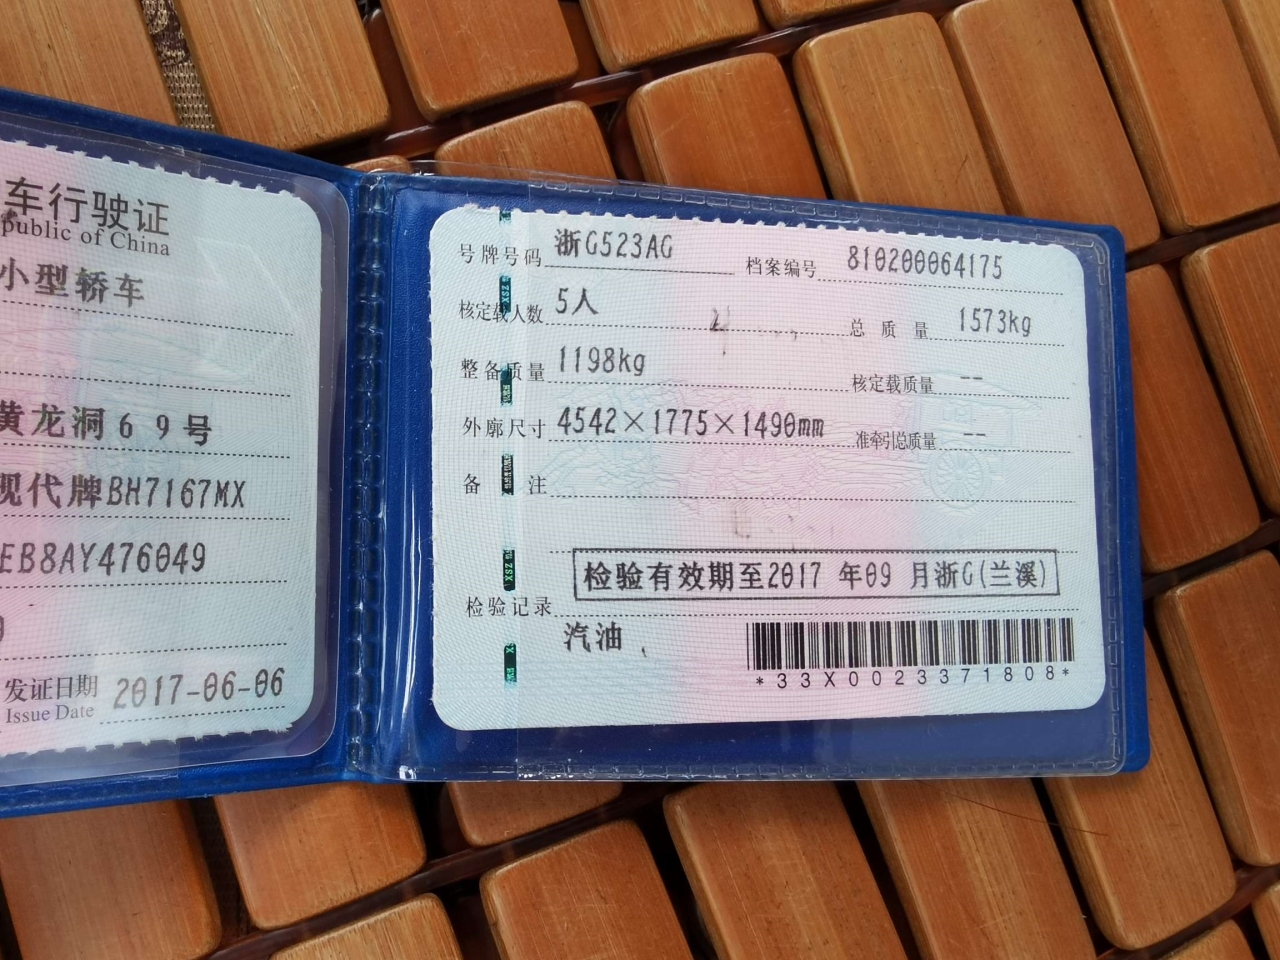 车行驶证
public of China
小型轿车
黄龙洞69号
现代牌BH7167MX
EB8AY476049
发证日期 2017-06-06
Issue Date
号牌号码 浙G523AG 档案编号 810200064175
核定载人数 5人 总质量 1573kg
整备质量 1198kg 核定载质量 --
外廓尺寸 4542×1775×1490mm 准牵引总质量 --
备注
检验有效期至2017 年09 月浙G(兰溪)
检验记录
汽油
*33X0023371808*